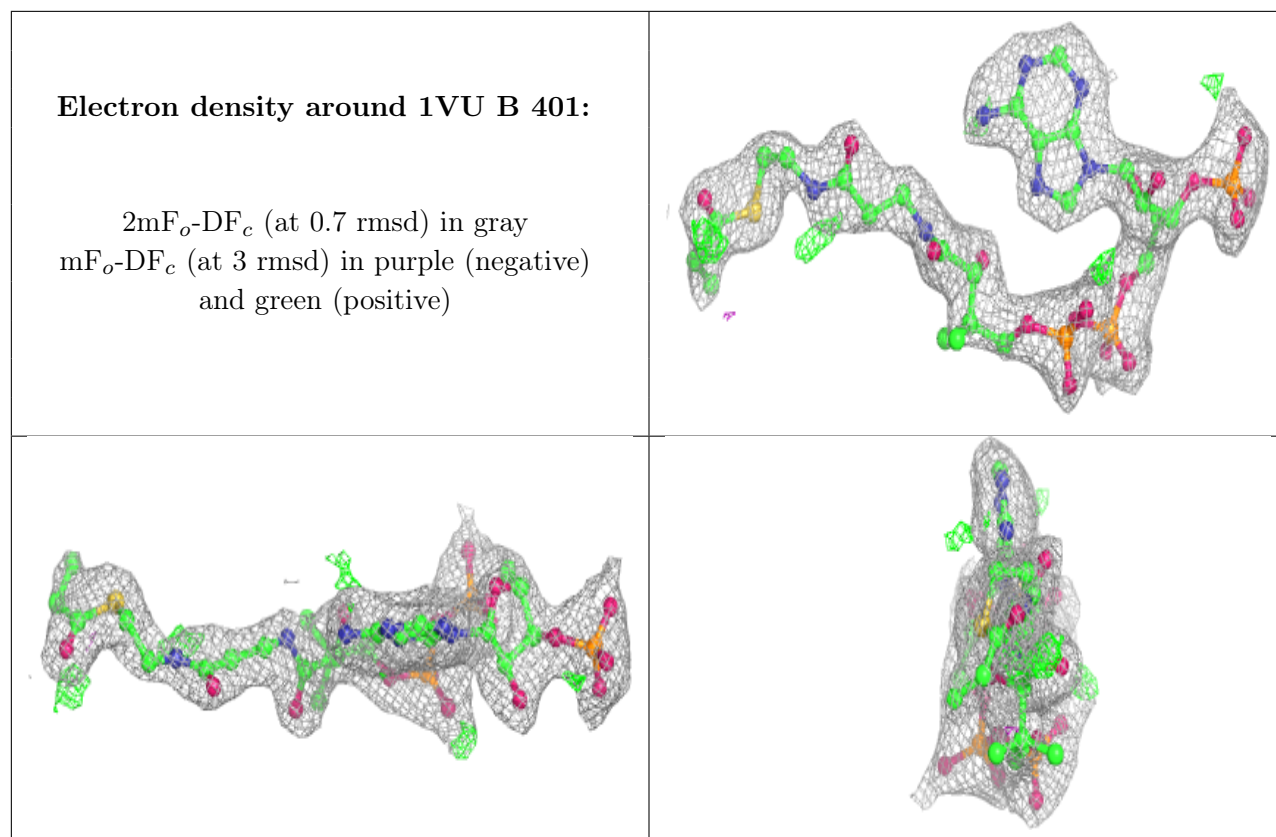 Electron density around 1VU B 401:
2mFo-DFc (at 0.7 rmsd) in gray
mFo-DFc (at 3 rmsd) in purple (negative)
and green (positive)